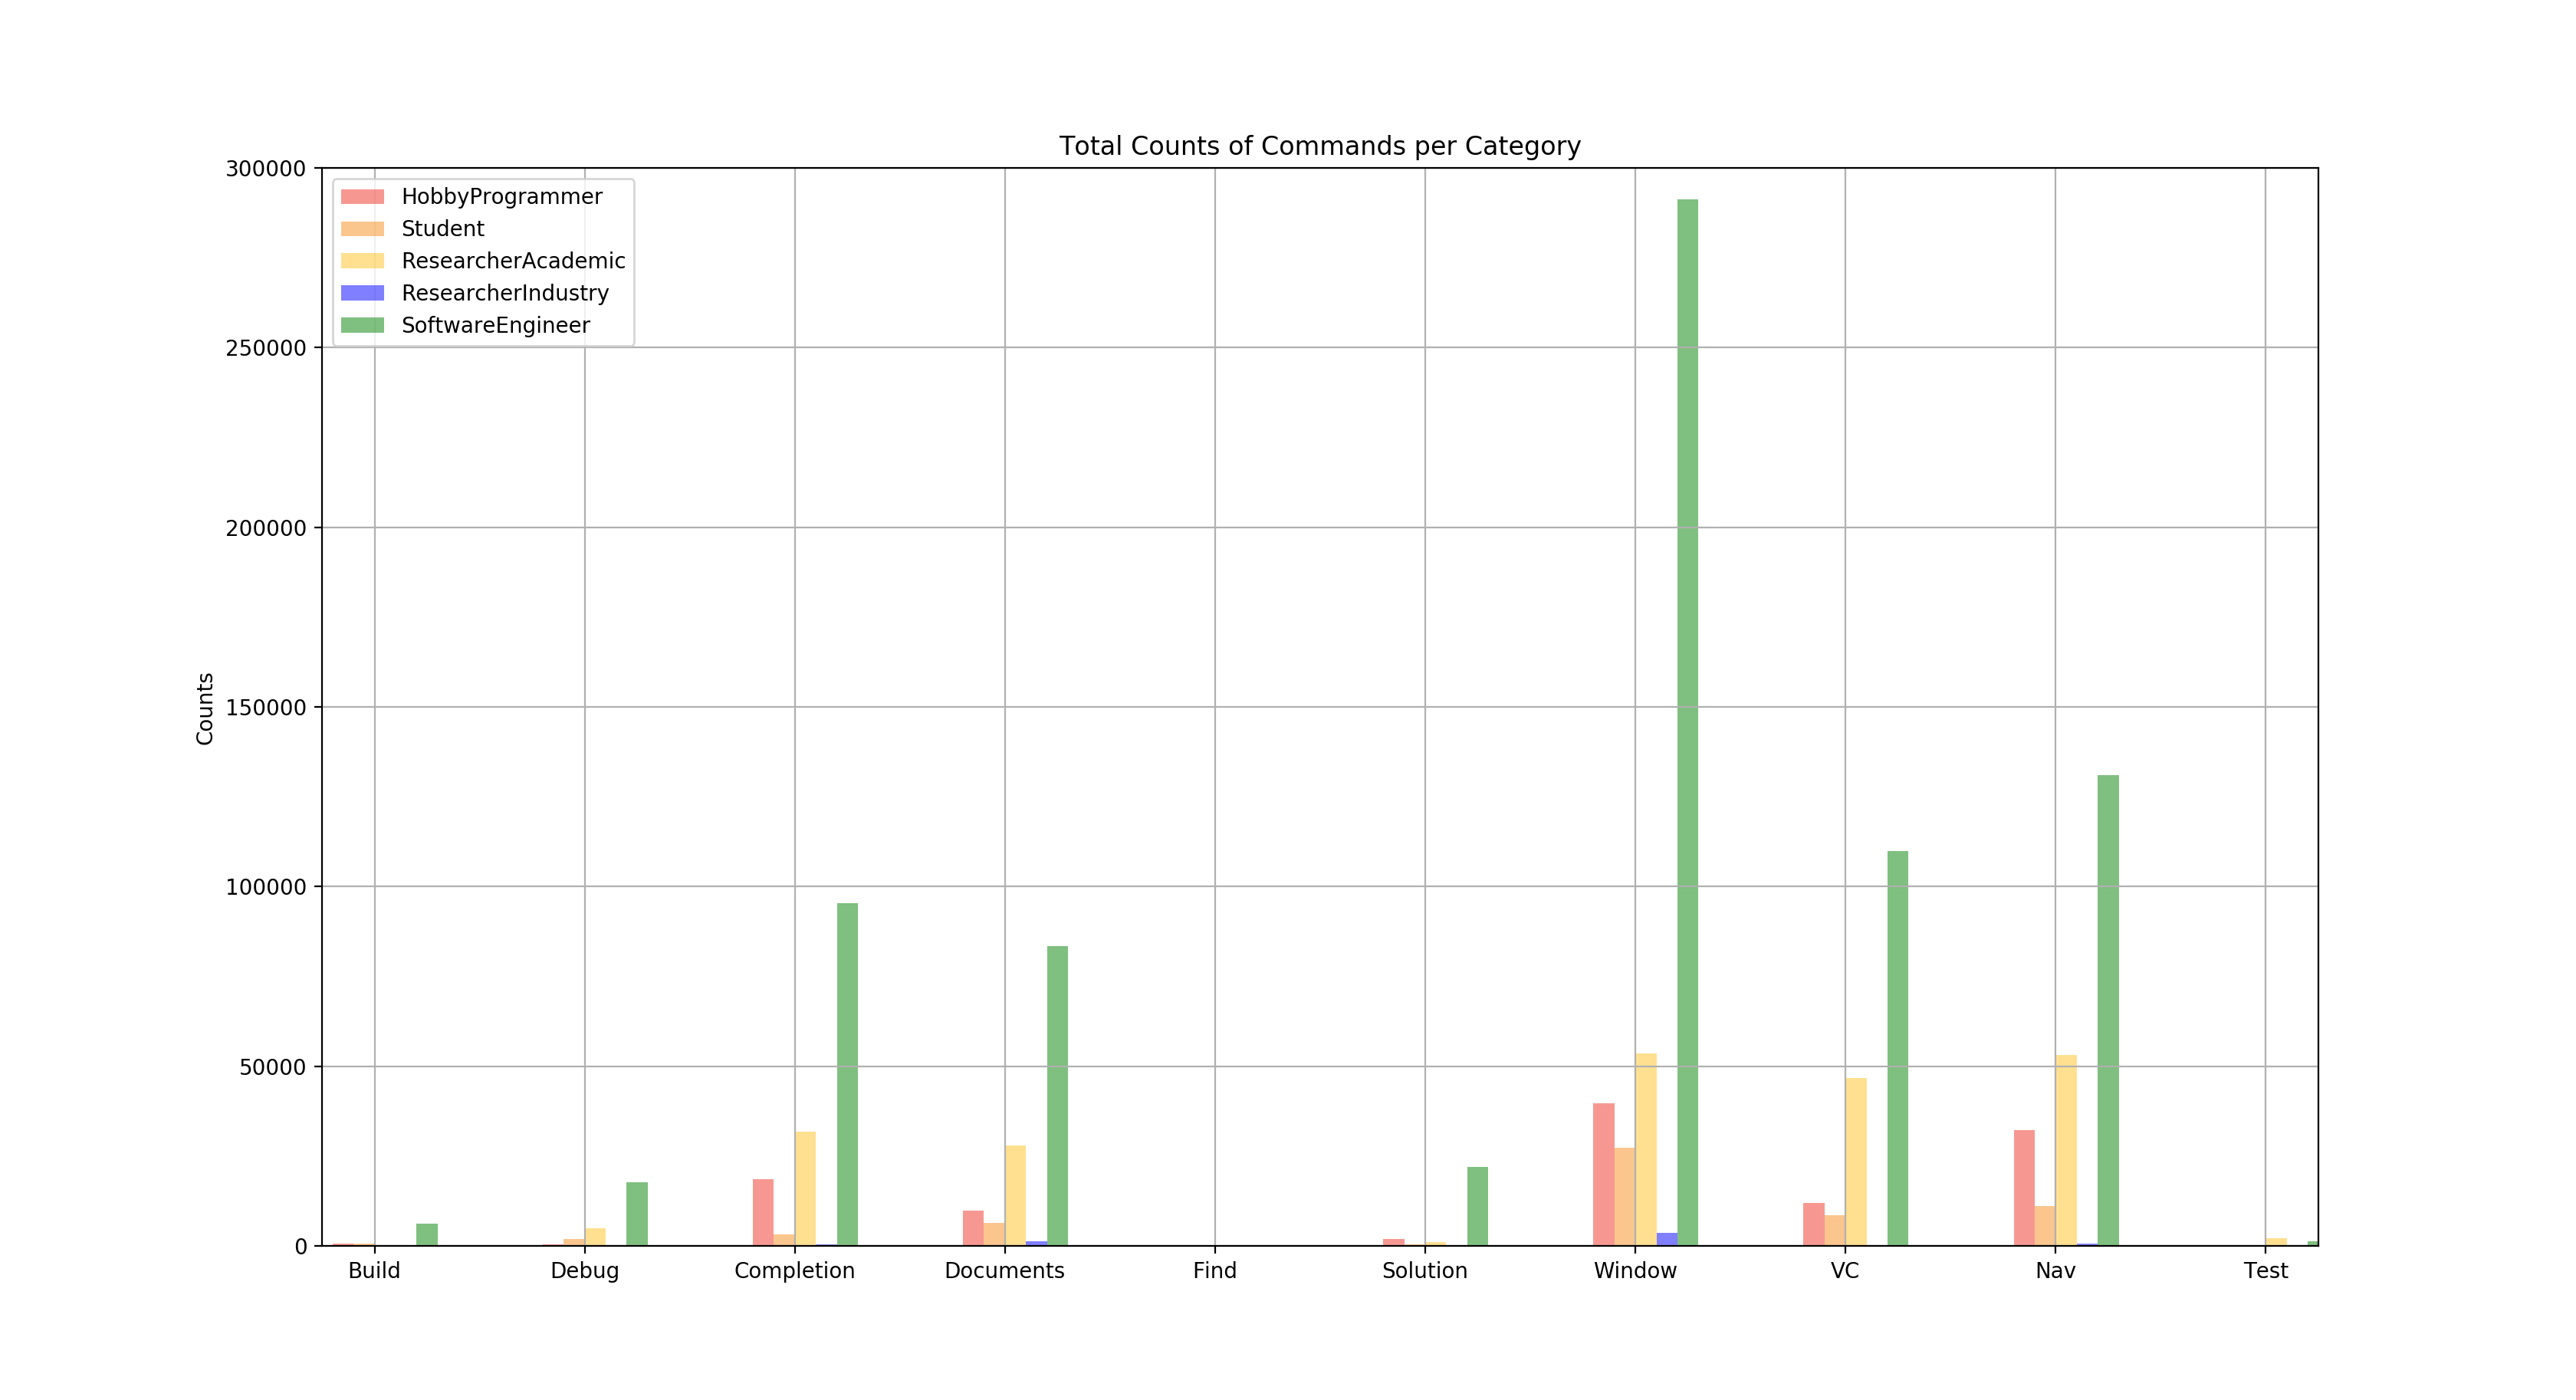 Total Counts of Commands per Category
300000
250000
200000
150000
100000
50000
0
Counts
HobbyProgrammer
Student
ResearcherAcademic
ResearcherIndustry
SoftwareEngineer
Build Debug Completion Documents Find Solution Window VC Nav Test